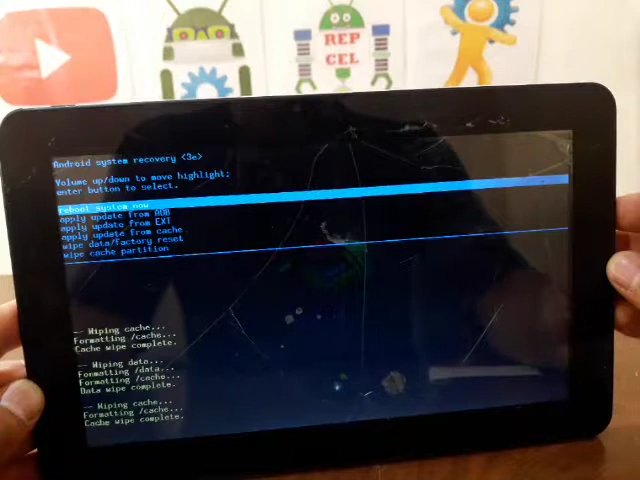 REP
CEL
Android system recovery <3e>
Volume up/down to move highlight;
enter button to select.
reboot system now
apply update from ADB
apply update from EXT
apply update from cache
wipe data/factory reset
wipe cache partition
-- Wiping cache...
Formatting /cache...
Cache wipe complete.
-- Wiping data...
Formatting /data...
Formatting /cache...
Data wipe complete.
-- Wiping cache...
Formatting /cache...
Cache wipe complete.